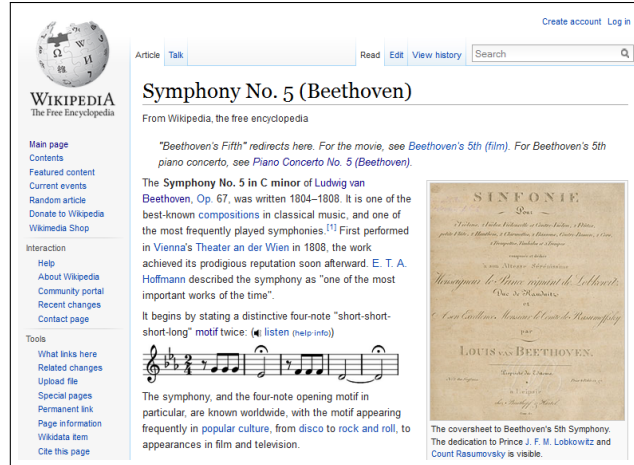 Create account Log in
WIKIPEDIA
The Free Encyclopedia
Article Talk Read Edit View history Search
Symphony No. 5 (Beethoven)
From Wikipedia, the free encyclopedia
"Beethoven's Fifth" redirects here. For the movie, see Beethoven's 5th (film). For Beethoven's 5th
piano concerto, see Piano Concerto No. 5 (Beethoven).
Main page
Contents
Featured content
Current events
Random article
Donate to Wikipedia
Wikimedia Shop
Interaction
Help
About Wikipedia
Community portal
Recent changes
Contact page
Tools
What links here
Related changes
Upload file
Special pages
Permanent link
Page information
Wikidata item
Cite this page
The Symphony No. 5 in C minor of Ludwig van
Beethoven, Op. 67, was written 1804–1808. It is one of the
best-known compositions in classical music, and one of
the most frequently played symphonies.[1] First performed
in Vienna's Theater an der Wien in 1808, the work
achieved its prodigious reputation soon afterward. E. T. A.
Hoffmann described the symphony as "one of the most
important works of the time".
It begins by stating a distinctive four-note "short-short-
short-long" motif twice: (listen (help·info))
The symphony, and the four-note opening motif in
particular, are known worldwide, with the motif appearing
frequently in popular culture, from disco to rock and roll, to
appearances in film and television.
SINFONIE
Pour
par
LOUIS VAN BEETHOVEN.
The coversheet to Beethoven's 5th Symphony.
The dedication to Prince J. F. M. Lobkowitz and
Count Rasumovsky is visible.